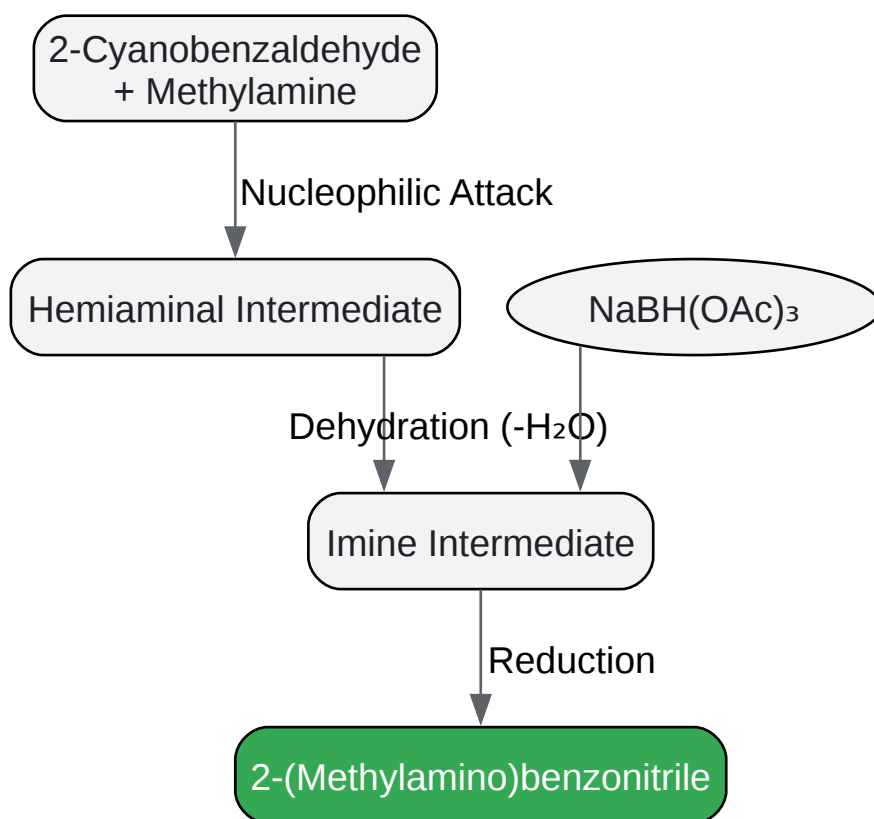 2-Cyanobenzaldehyde
+ Methylamine
Nucleophilic Attack
Hemiaminal Intermediate
NaBH(OAc)₃
Dehydration (-H₂O)
Imine Intermediate
Reduction
2-(Methylamino)benzonitrile